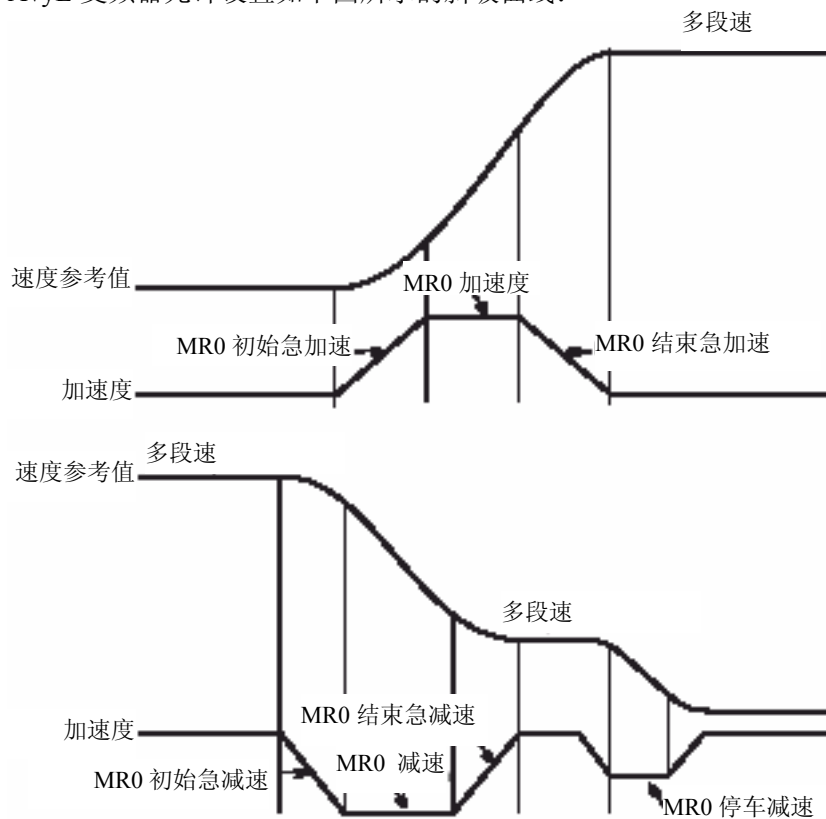 多段速
速度参考值
MR0 加速度
MR0 初始急加速
MR0 结束急加速
加速度
多段速
速度参考值
多段速
MR0 结束急减速
加速度
MR0 减速
MR0 初始急减速
MR0 停车减速